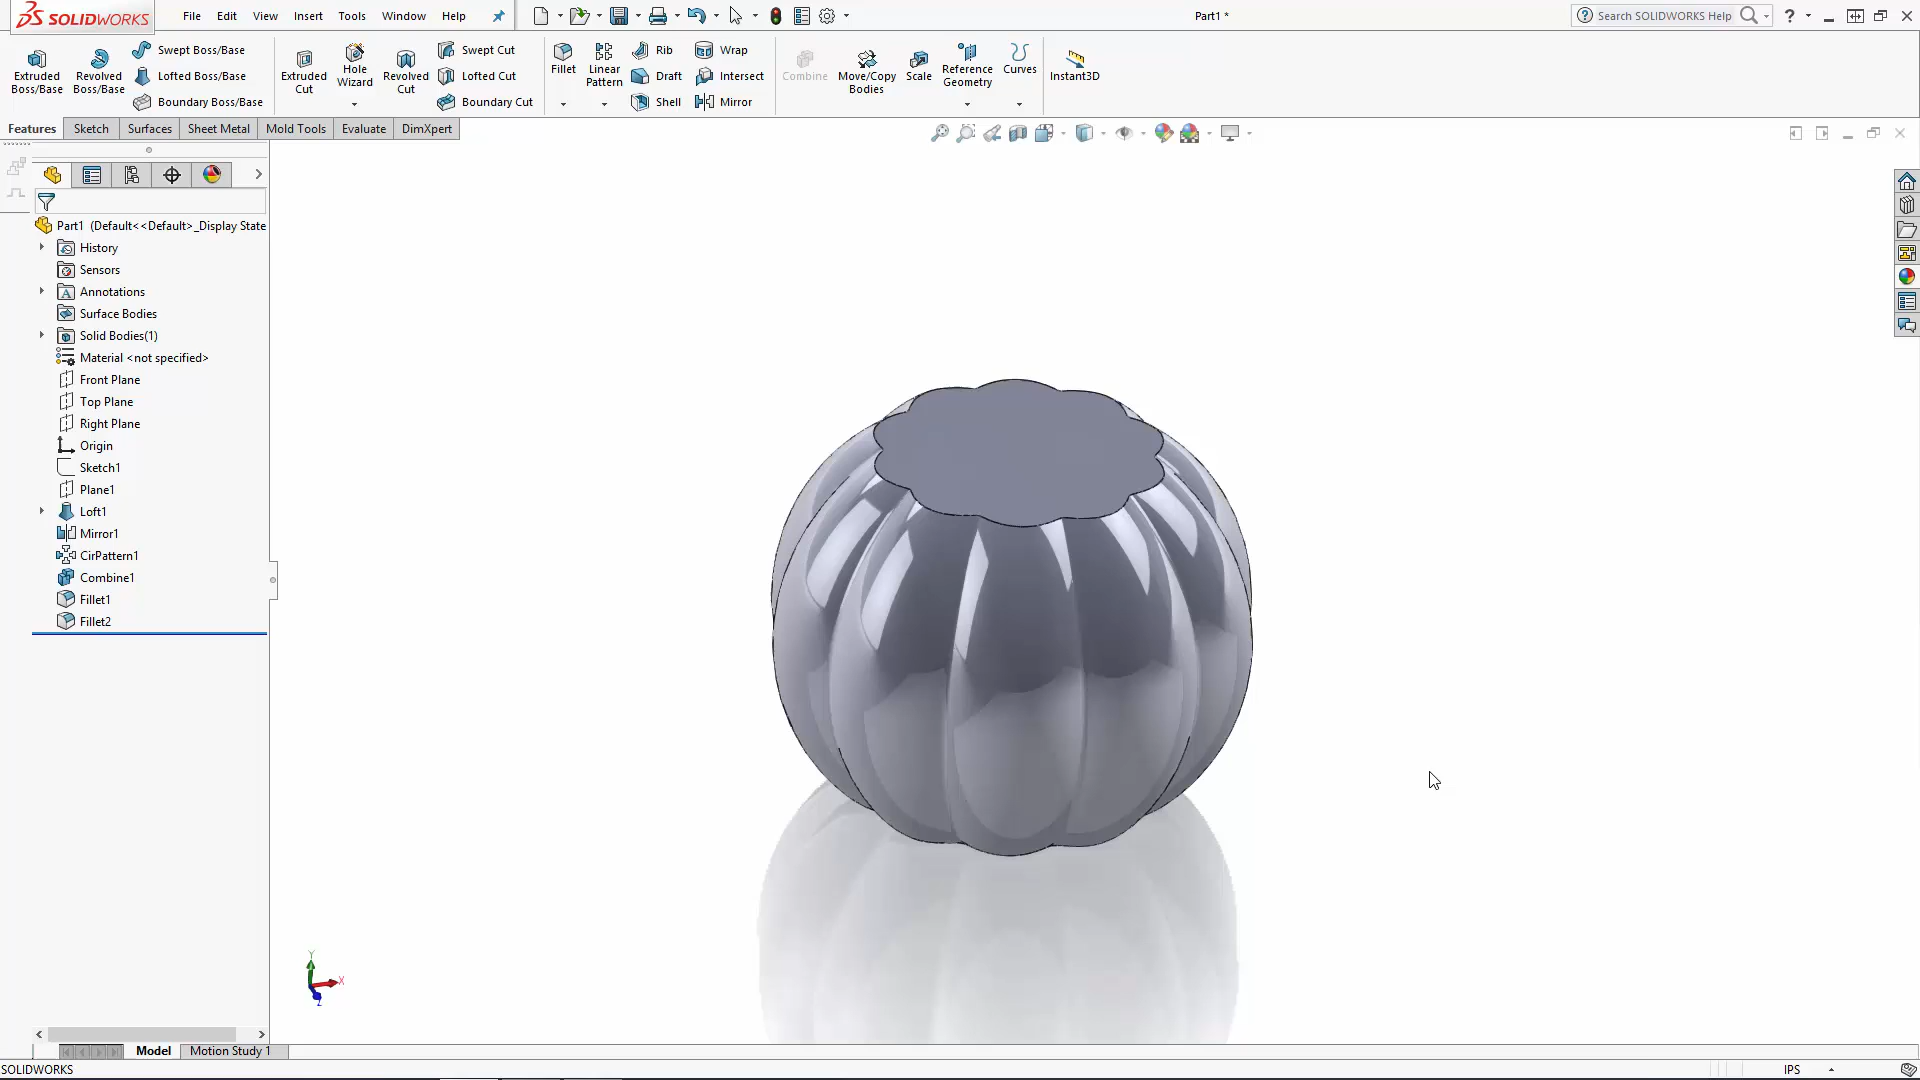 SOLIDWORKS
File Edit View Insert Tools Window Help
Part1 *
Search SOLIDWORKS Help
?
Extruded Boss/Base
Revolved Boss/Base
Swept Boss/Base
Lofted Boss/Base
Boundary Boss/Base
Extruded Cut
Hole Wizard
Revolved Cut
Swept Cut
Lofted Cut
Boundary Cut
Fillet
Linear Pattern
Rib
Draft
Shell
Wrap
Intersect
Mirror
Combine
Move/Copy Bodies
Scale
Reference Geometry
Curves
Instant3D
Features Sketch Surfaces Sheet Metal Mold Tools Evaluate DimXpert
Part1 (Default<<Default>_Display State
History
Sensors
Annotations
Surface Bodies
Solid Bodies(1)
Material <not specified>
Front Plane
Top Plane
Right Plane
Origin
Sketch1
Plane1
Loft1
Mirror1
CirPattern1
Combine1
Fillet1
Fillet2
Y
X
Z
Model Motion Study 1
SOLIDWORKS
IPS